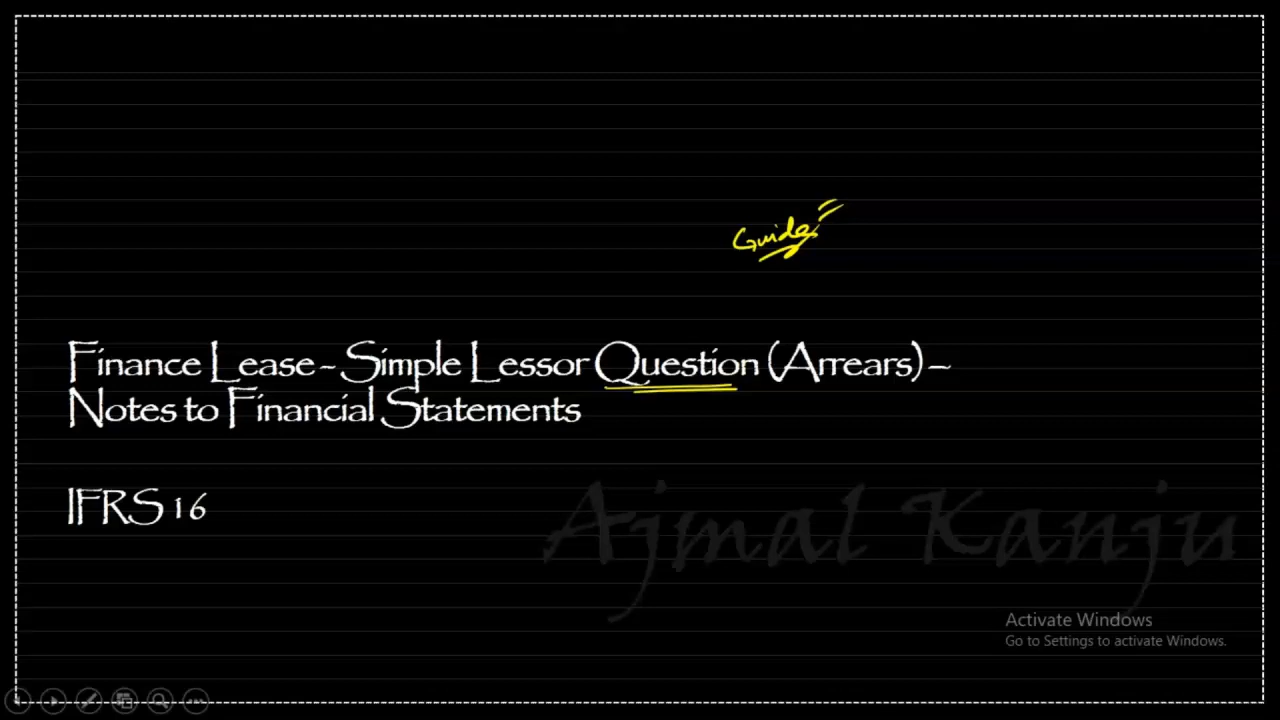 Guide
Finance Lease - Simple Lessor Question (Arrears) –
Notes to Financial Statements
IFRS 16
Ajmal Kanju
Activate Windows
Go to Settings to activate Windows.